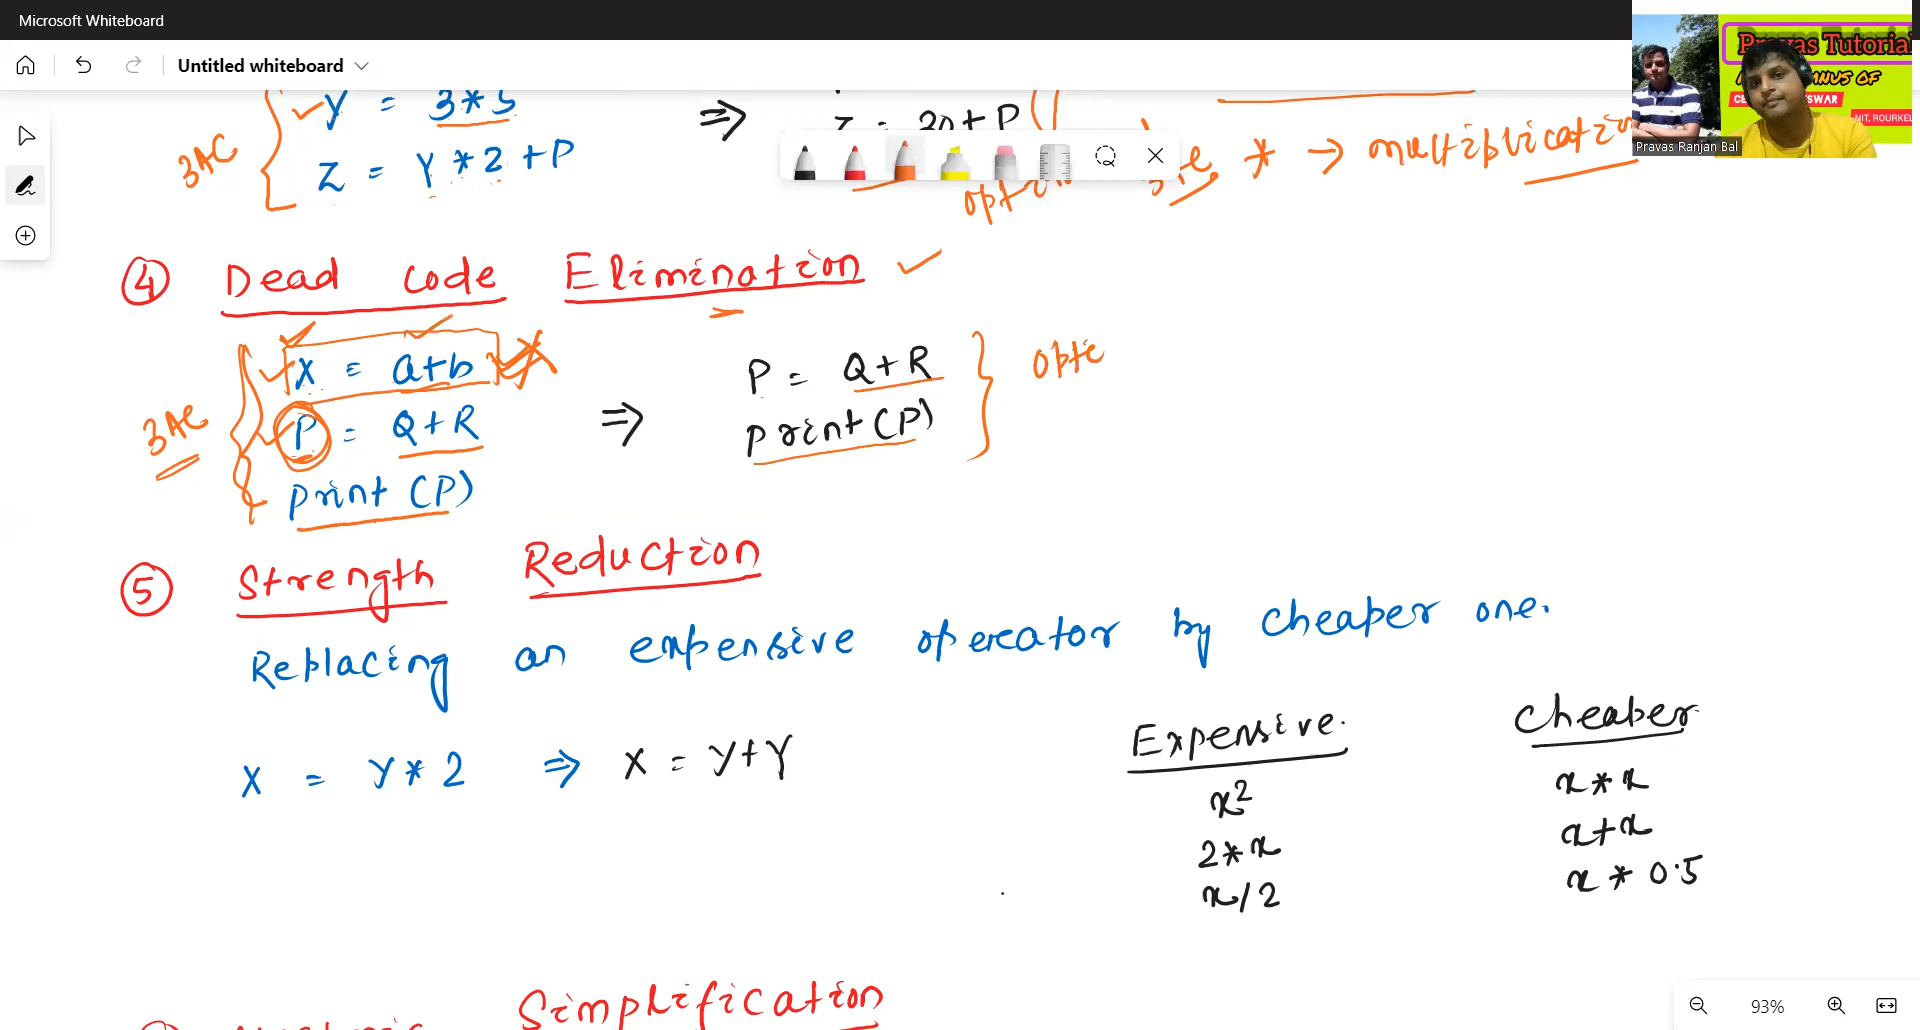 Microsoft Whiteboard
Untitled whiteboard
Pravas Tutorial
NIT, ROURKEL
Pravas Ranjan Bal
3AC
Y = 3*5
Z = Y*2+P
⇒
Z = 30+P
* → multiplication
④ Dead code Elimination
3AC
X = a+b
P = Q+R
print (P)
⇒
P = Q+R
print (P)
opti
⑤ Strength Reduction
Replacing an expensive operator by cheaper one.
X = Y*2 ⇒ X = Y+Y
Expensive. Cheaper.
x² x*x
2*x x+x
x/2 x*0.5
Simplification
93%